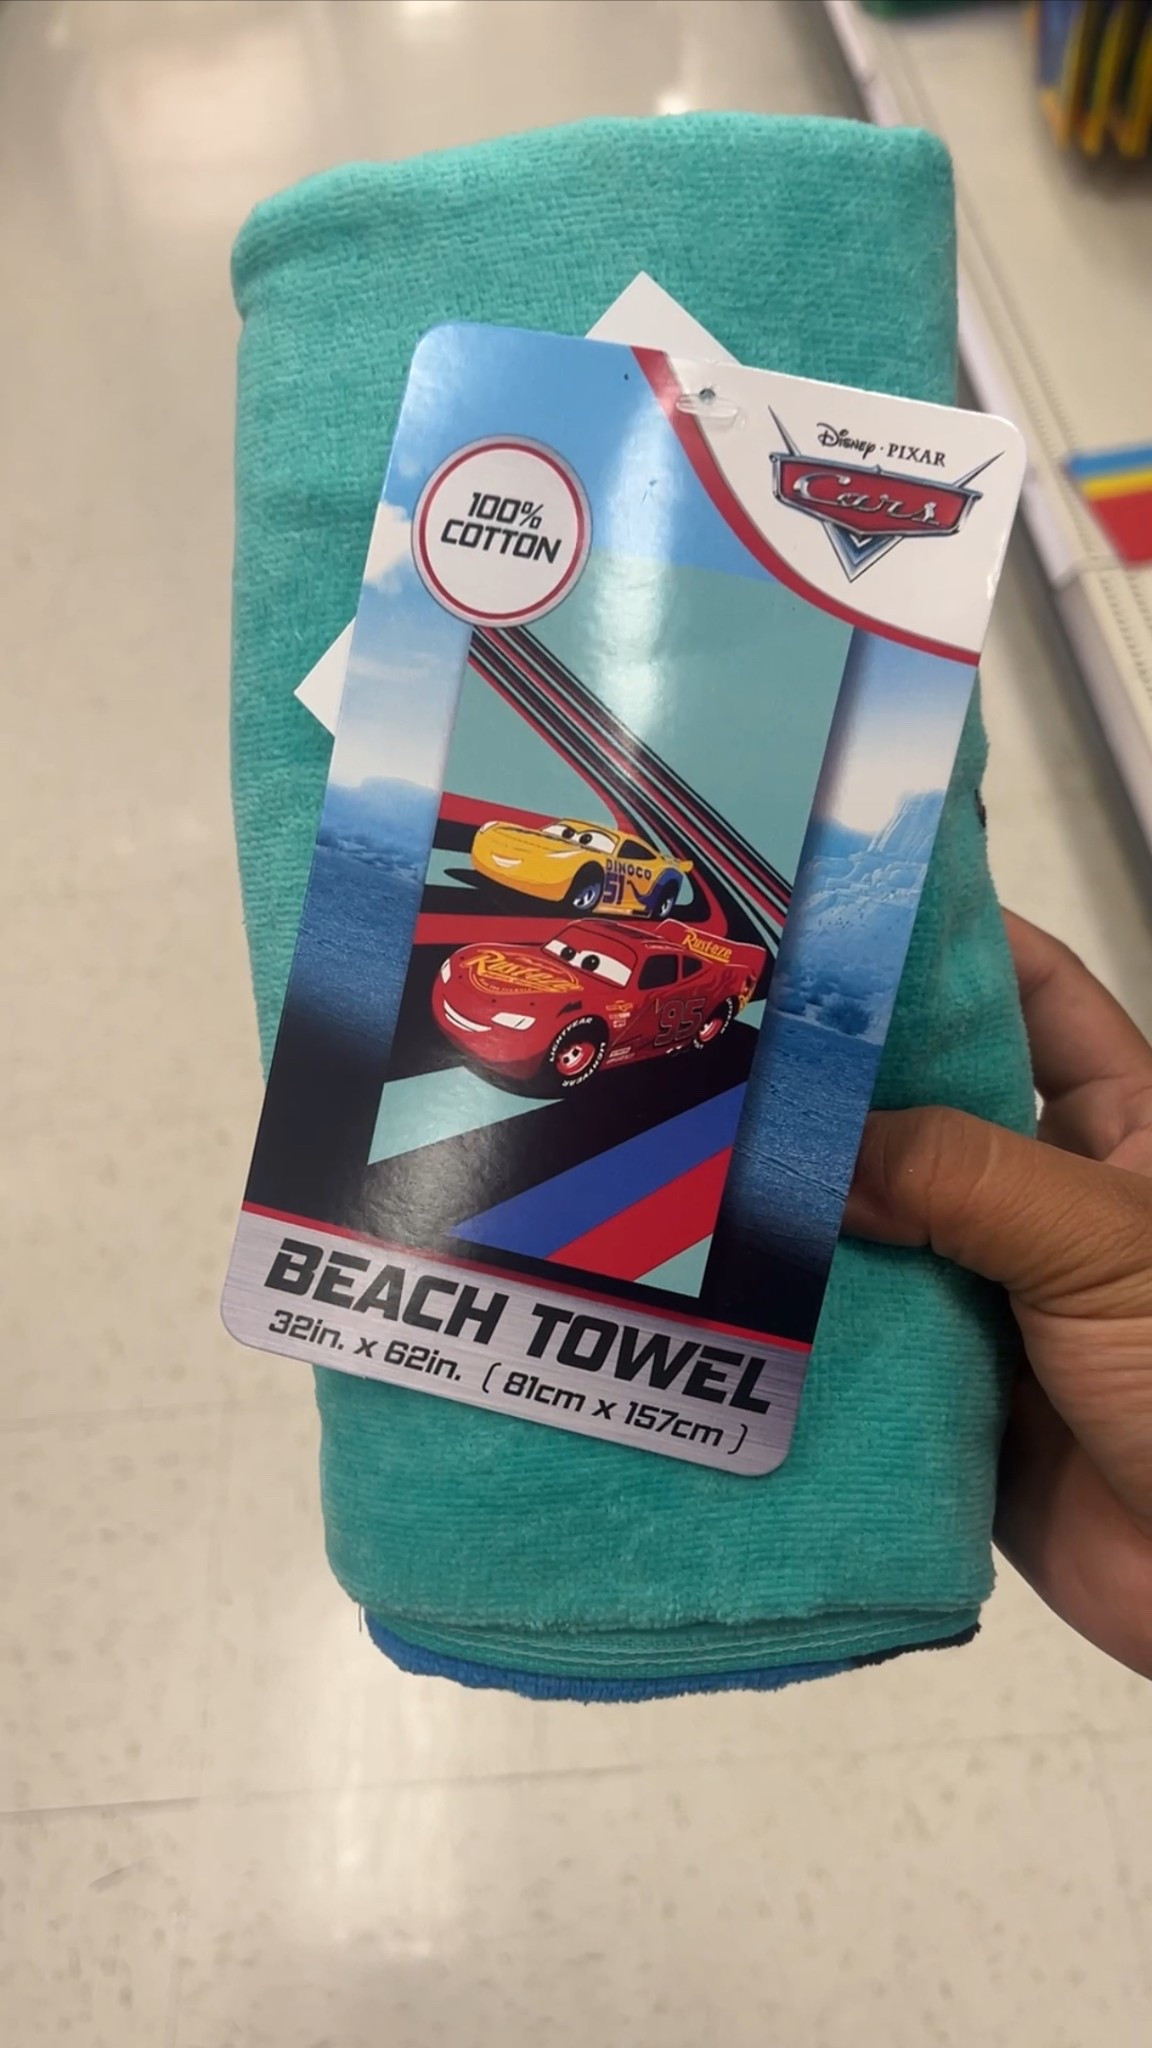 Disney · PIXAR
Cars
100%
COTTON
DINOCO
51
Rust-eze
Rust-eze
95
LIGHTYEAR
LIGHTYEAR
BEACH TOWEL
32in. x 62in. ( 81cm x 157cm )